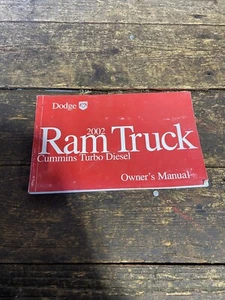 Dodge
2002
Ram Truck
Cummins Turbo Diesel
Owner's Manual